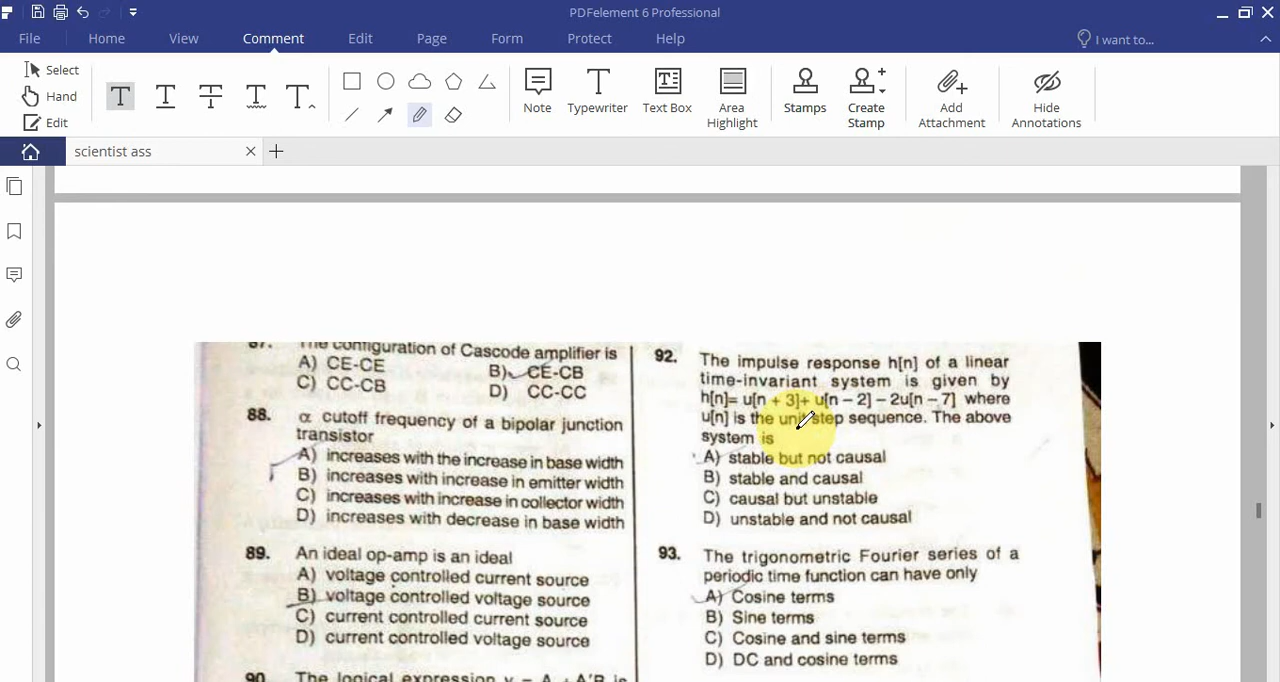 PDFelement 6 Professional
File Home View Comment Edit Page Form Protect Help I want to...
Select
Hand
Edit
Note Typewriter Text Box Area Highlight Stamps Create Stamp Add Attachment Hide Annotations
scientist ass
87. The configuration of Cascode amplifier is
A) CE-CE B) CE-CB
C) CC-CB D) CC-CC
88. α cutoff frequency of a bipolar junction
transistor
A) increases with the increase in base width
B) increases with increase in emitter width
C) increases with increase in collector width
D) increases with decrease in base width
89. An ideal op-amp is an ideal
A) voltage controlled current source
B) voltage controlled voltage source
C) current controlled current source
D) current controlled voltage source
90. The logical expression y = A + A'B is
92. The impulse response h[n] of a linear
time-invariant system is given by
h[n]= u[n + 3]+ u[n − 2] − 2u[n − 7] where
u[n] is the unit step sequence. The above
system is
A) stable but not causal
B) stable and causal
C) causal but unstable
D) unstable and not causal
93. The trigonometric Fourier series of a
periodic time function can have only
A) Cosine terms
B) Sine terms
C) Cosine and sine terms
D) DC and cosine terms